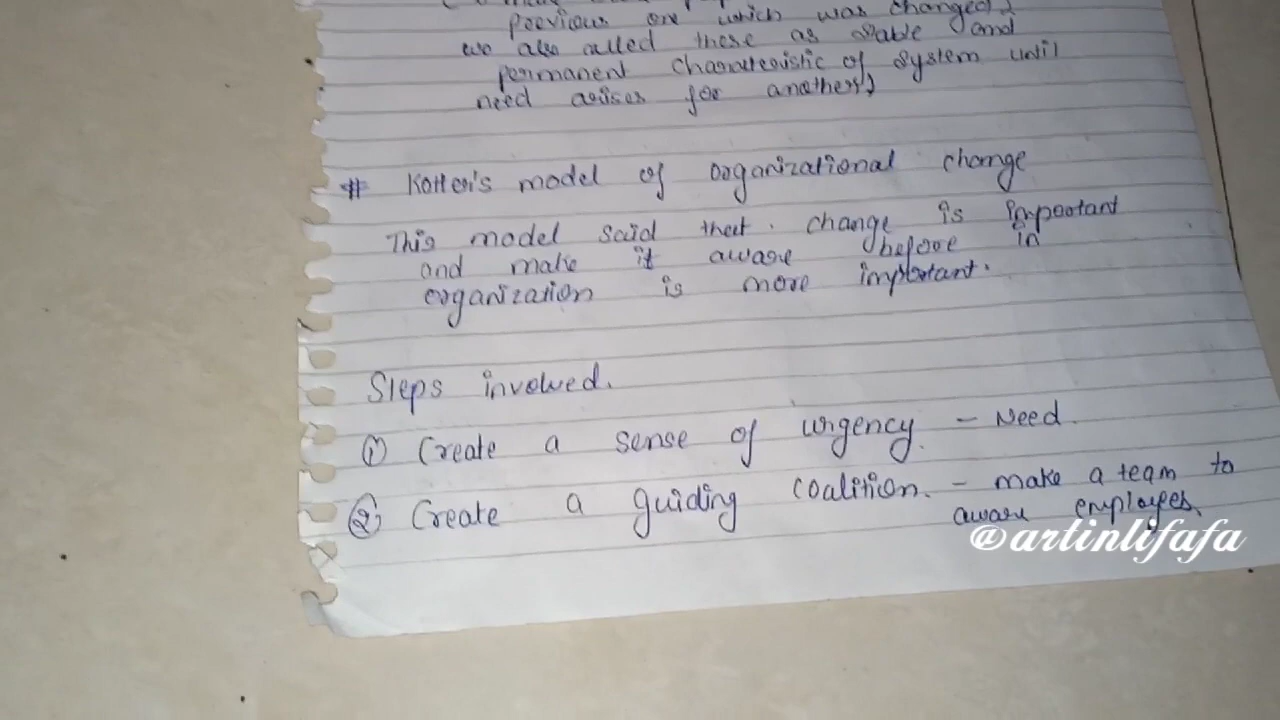 previous one which was changed)
we also called these as stable and
permanent characteristic of system until
need arises for another)
# Kotter's model of organizational change
This model said that change is important
and make it aware before in
organization is more important.
Steps involved.
① Create a sense of urgency. - Need.
② Create a guiding coalition. - make a team to
aware employees.
@artinlifafa